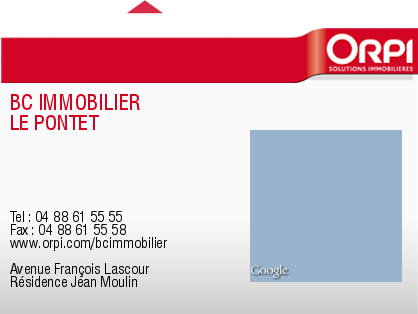 ORPI
SOLUTIONS IMMOBILIÈRES
BC IMMOBILIER
LE PONTET
Tel : 04 88 61 55 55
Fax : 04 88 61 55 58
www.orpi.com/bcimmobilier
Avenue François Lascour
Résidence Jean Moulin
Google